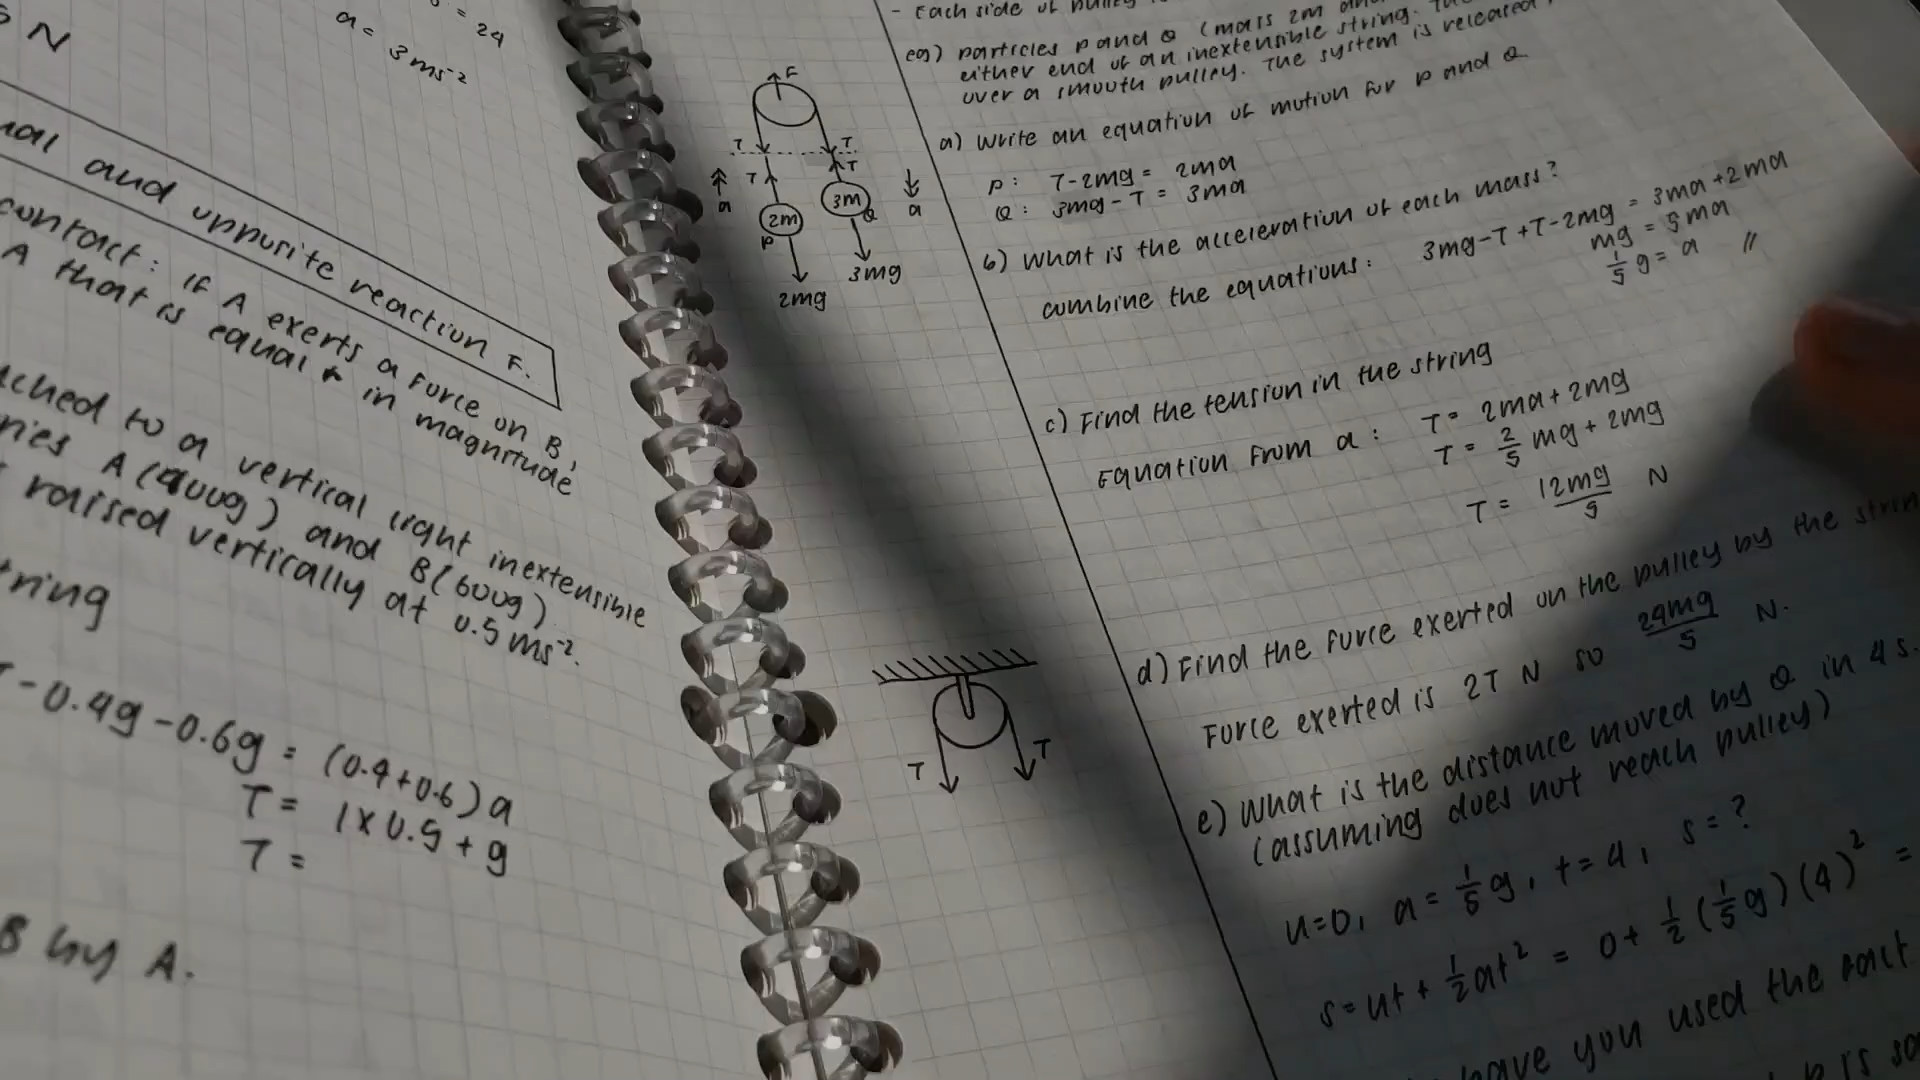 N
= 24
a = 3 ms⁻²
and opposite reaction F.
contact: if A exerts a force on B,
A that is equal in magnitude
to a vertical light inextensible
A (400g) and B (600g).
raised vertically at 0.5 ms⁻².
tring
T - 0.4g - 0.6g = (0.4+0.6) a
T = 1 x 0.5 + g
T =
B by A.
F
T T
T T
a 2m 3m a
P Q
2mg 3mg
T T
- Each side of pulley
eg) particles P and Q (mass 2m and
either end of an inextensible string.
over a smooth pulley. The system is released
a) Write an equation of motion for P and Q
P: T - 2mg = 2ma
Q: 3mg - T = 3ma
b) What is the acceleration of each mass?
combine the equations: 3mg - T + T - 2mg = 3ma + 2ma
mg = 5ma
1/5 g = a //
c) Find the tension in the string
Equation from a: T = 2ma + 2mg
T = 2/5 mg + 2mg
T = 12mg/5 N
d) Find the force exerted on the pulley by the strin
Force exerted is 2T N so 24mg/5 N.
e) What is the distance moved by Q in 4 s.
(assuming does not reach pulley)
u=0, a = 1/5 g, t = 4, s = ?
s = ut + 1/2 at² = 0 + 1/2 (1/5 g)(4)² =
have you used the fact
is sa